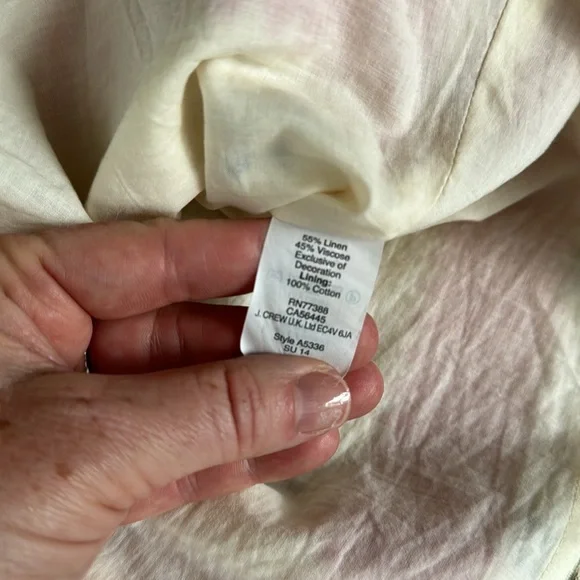 55% Linen
45% Viscose
Exclusive of
Decoration
Lining:
100% Cotton
RN77388
CA56445
J. CREW U.K. Ltd EC4V 6JA
Style A5336
SU 14